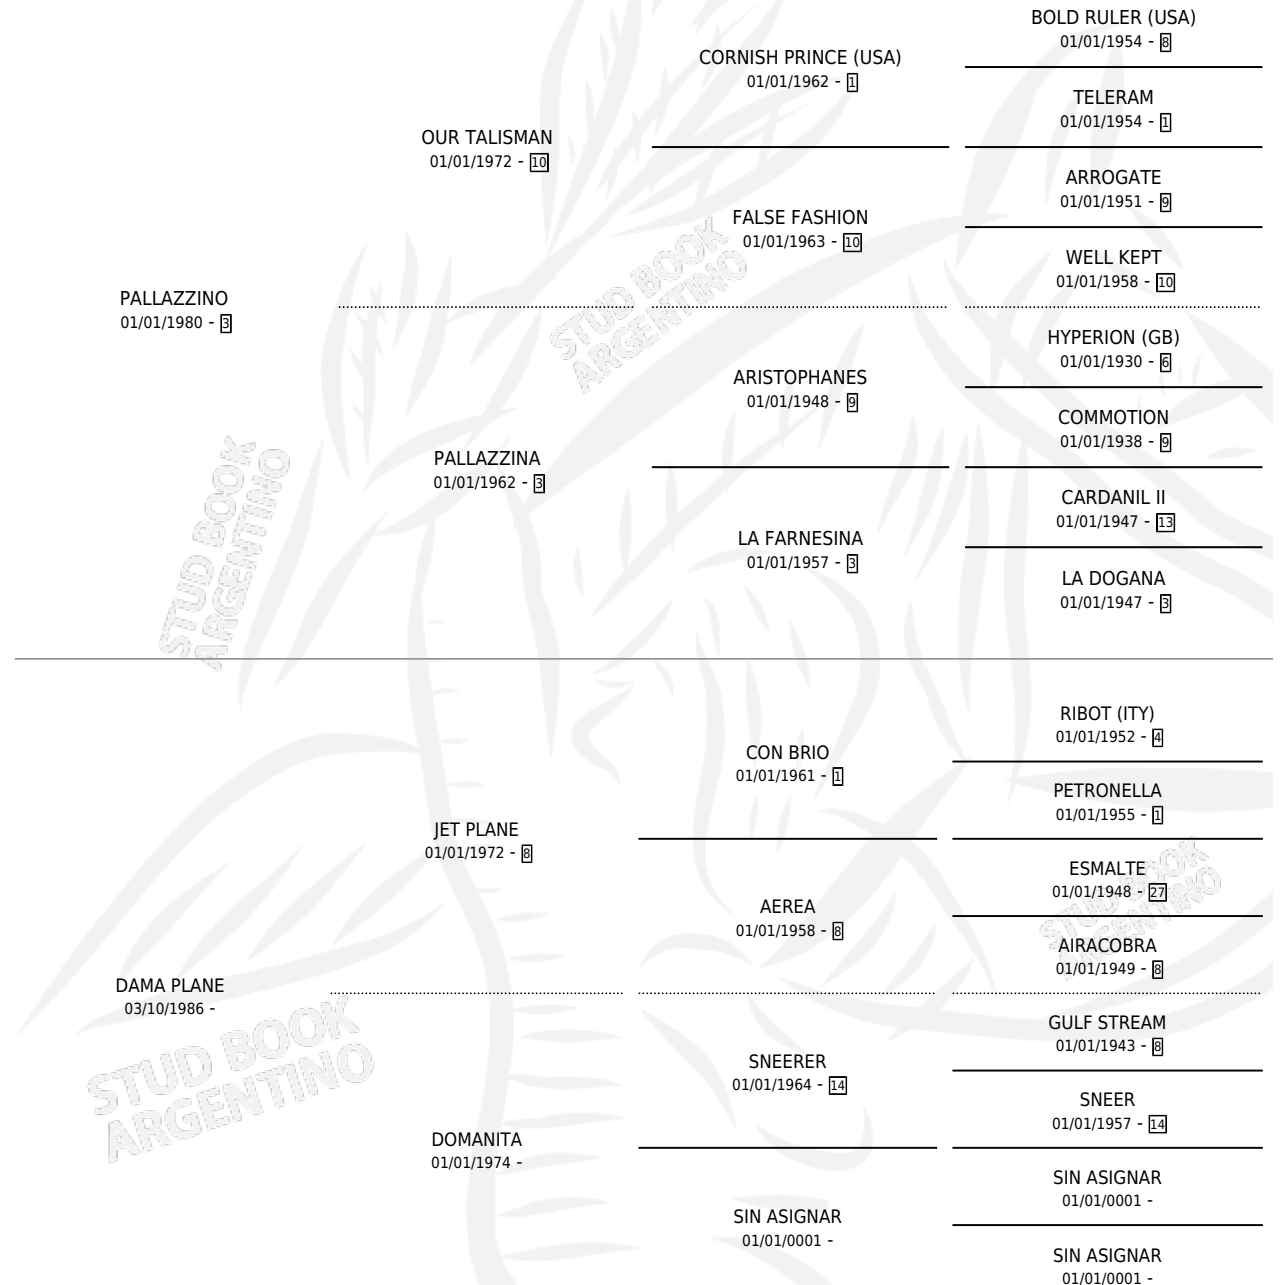 BOLD RULER (USA)
01/01/1954 - 8
CORNISH PRINCE (USA)
01/01/1962 - 1
TELERAM
01/01/1954 - 1
OUR TALISMAN
01/01/1972 - 10
ARROGATE
01/01/1951 - 9
FALSE FASHION
01/01/1963 - 10
WELL KEPT
01/01/1958 - 10
PALLAZZINO
01/01/1980 - 3
HYPERION (GB)
01/01/1930 - 6
ARISTOPHANES
01/01/1948 - 9
COMMOTION
01/01/1938 - 9
PALLAZZINA
01/01/1962 - 3
CARDANIL II
01/01/1947 - 13
LA FARNESINA
01/01/1957 - 3
LA DOGANA
01/01/1947 - 3
STUD BOOK
ARGENTINO
STUD BOOK
ARGENTINO
RIBOT (ITY)
01/01/1952 - 4
CON BRIO
01/01/1961 - 1
PETRONELLA
01/01/1955 - 1
JET PLANE
01/01/1972 - 8
ESMALTE
01/01/1948 - 27
AEREA
01/01/1958 - 8
AIRACOBRA
01/01/1949 - 8
DAMA PLANE
03/10/1986 -
GULF STREAM
01/01/1943 - 8
SNEERER
01/01/1964 - 14
SNEER
01/01/1957 - 14
DOMANITA
01/01/1974 -
SIN ASIGNAR
01/01/0001 -
SIN ASIGNAR
01/01/0001 -
SIN ASIGNAR
01/01/0001 -
STUD BOOK
ARGENTINO
STUD BOOK
ARGENTINO